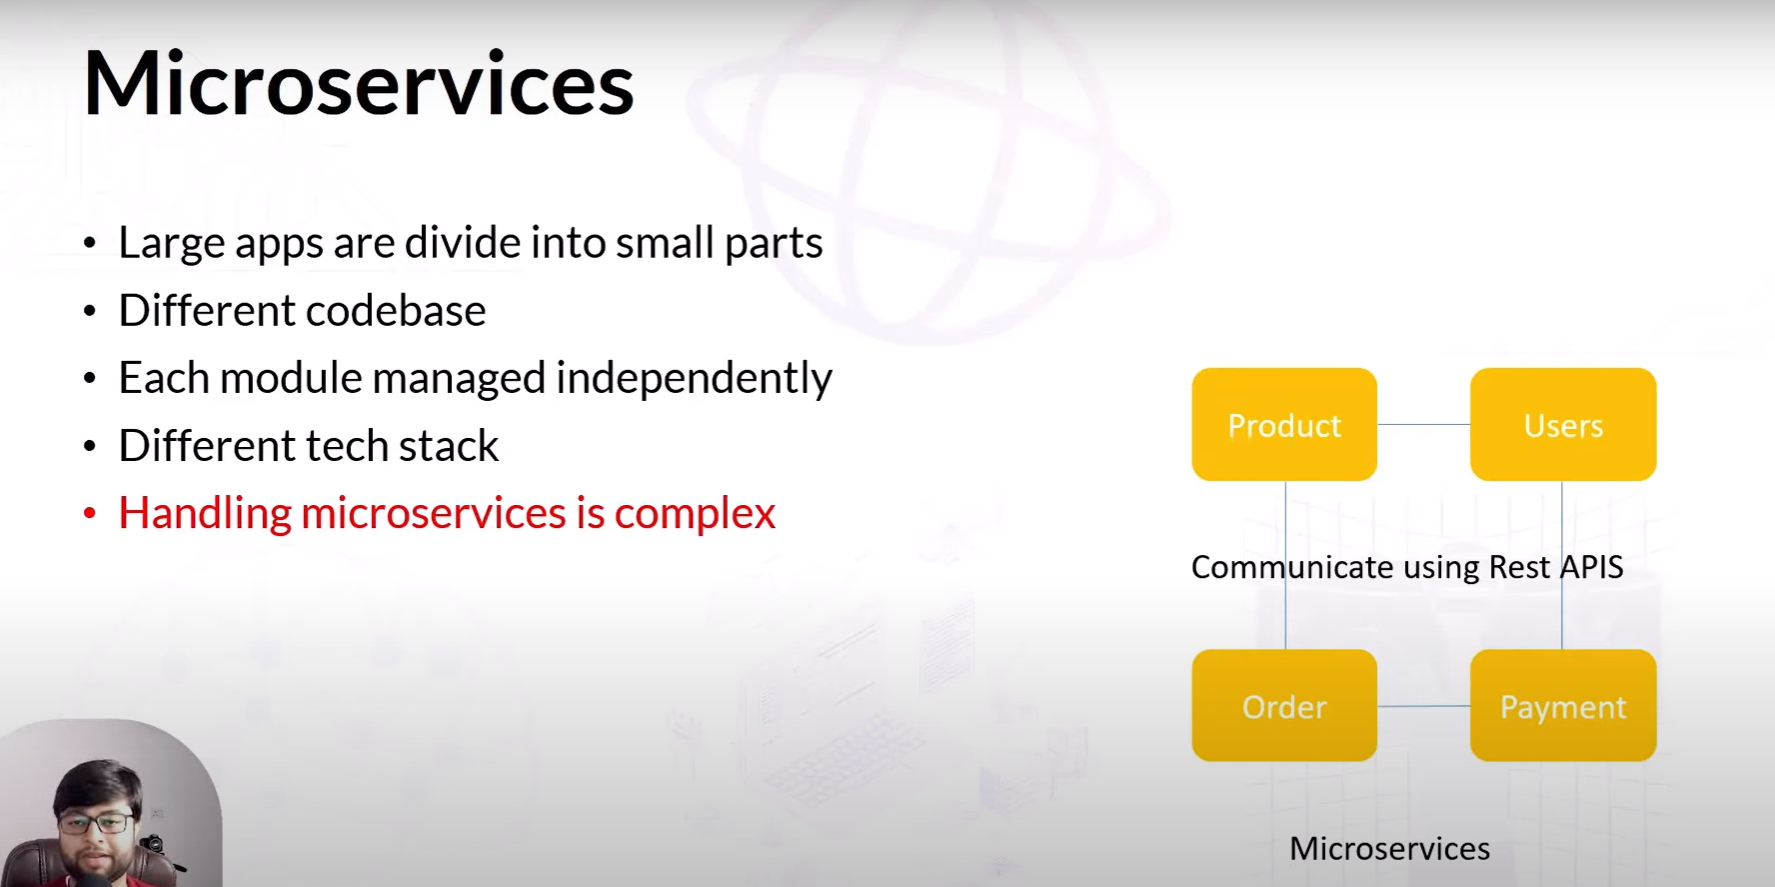 Microservices
• Large apps are divide into small parts
• Different codebase
• Each module managed independently
• Different tech stack
• Handling microservices is complex
Product
Users
Communicate using Rest APIS
Order
Payment
Microservices